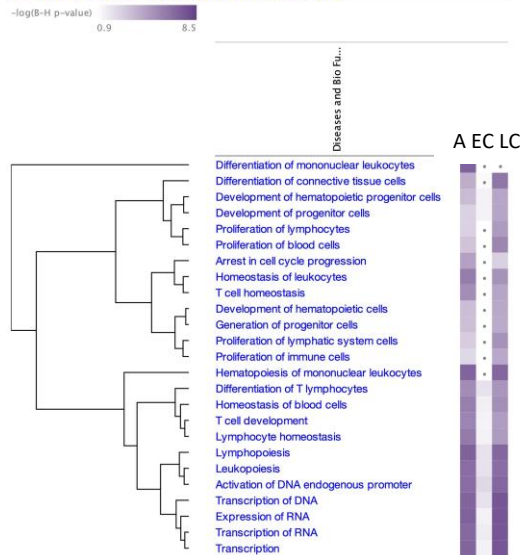 -log(B-H p-value)
0.9 8.5
Diseases and Bio Fu...
A EC LC
Differentiation of mononuclear leukocytes
Differentiation of connective tissue cells
Development of hematopoietic progenitor cells
Development of progenitor cells
Proliferation of lymphocytes
Proliferation of blood cells
Arrest in cell cycle progression
Homeostasis of leukocytes
T cell homeostasis
Development of hematopoietic cells
Generation of progenitor cells
Proliferation of lymphatic system cells
Proliferation of immune cells
Hematopoiesis of mononuclear leukocytes
Differentiation of T lymphocytes
Homeostasis of blood cells
T cell development
Lymphocyte homeostasis
Lymphopoiesis
Leukopoiesis
Activation of DNA endogenous promoter
Transcription of DNA
Expression of RNA
Transcription of RNA
Transcription